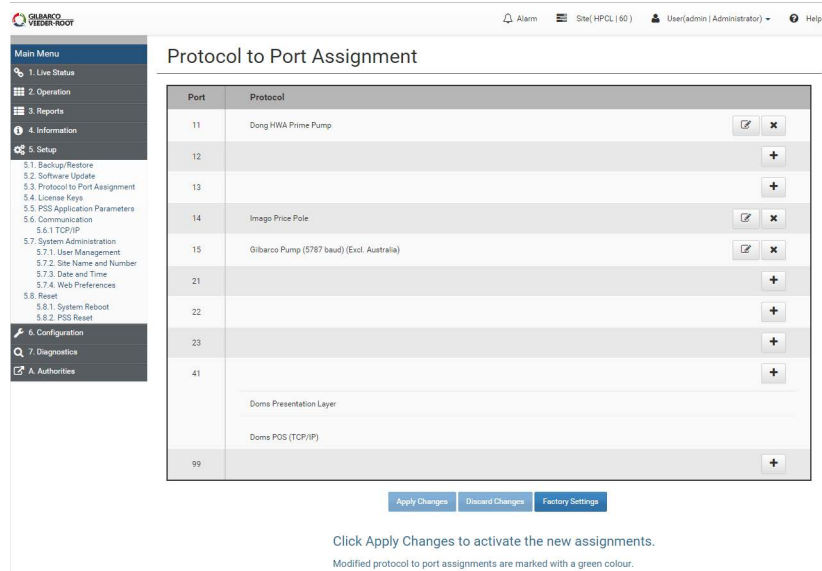 GILBARCO
VEEDER-ROOT
Alarm Site( HPCL | 60 ) User(admin | Administrator) Help
Main Menu
1. Live Status
2. Operation
3. Reports
4. Information
5. Setup
5.1. Backup/Restore
5.2. Software Update
5.3. Protocol to Port Assignment
5.4. License Keys
5.5. PSS Application Parameters
5.6. Communication
5.6.1 TCP/IP
5.7. System Administration
5.7.1. User Management
5.7.2. Site Name and Number
5.7.3. Date and Time
5.7.4. Web Preferences
5.8. Reset
5.8.1. System Reboot
5.8.2. PSS Reset
6. Configuration
7. Diagnostics
A. Authorities
Protocol to Port Assignment
Port Protocol
11 Dong HWA Prime Pump
12
13
14 Imago Price Pole
15 Gilbarco Pump (5787 baud) (Excl. Australia)
21
22
23
41
Doms Presentation Layer
Doms POS (TCP/IP)
99
Apply Changes Discard Changes Factory Settings
Click Apply Changes to activate the new assignments.
Modified protocol to port assignments are marked with a green colour.